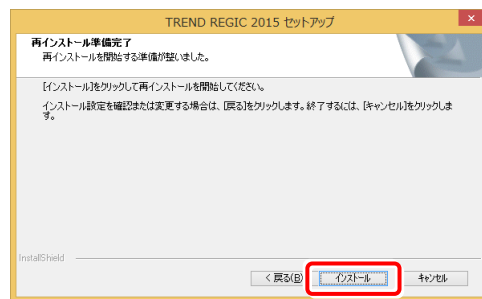 TREND REGIC 2015 セットアップ
再インストール準備完了
再インストールを開始する準備が整いました。
[インストール]をクリックして再インストールを開始してください。
インストール設定を確認または変更する場合は、[戻る]をクリックします。終了するには、[キャンセル]をクリックしま
す。
InstallShield
< 戻る(B) インストール キャンセル